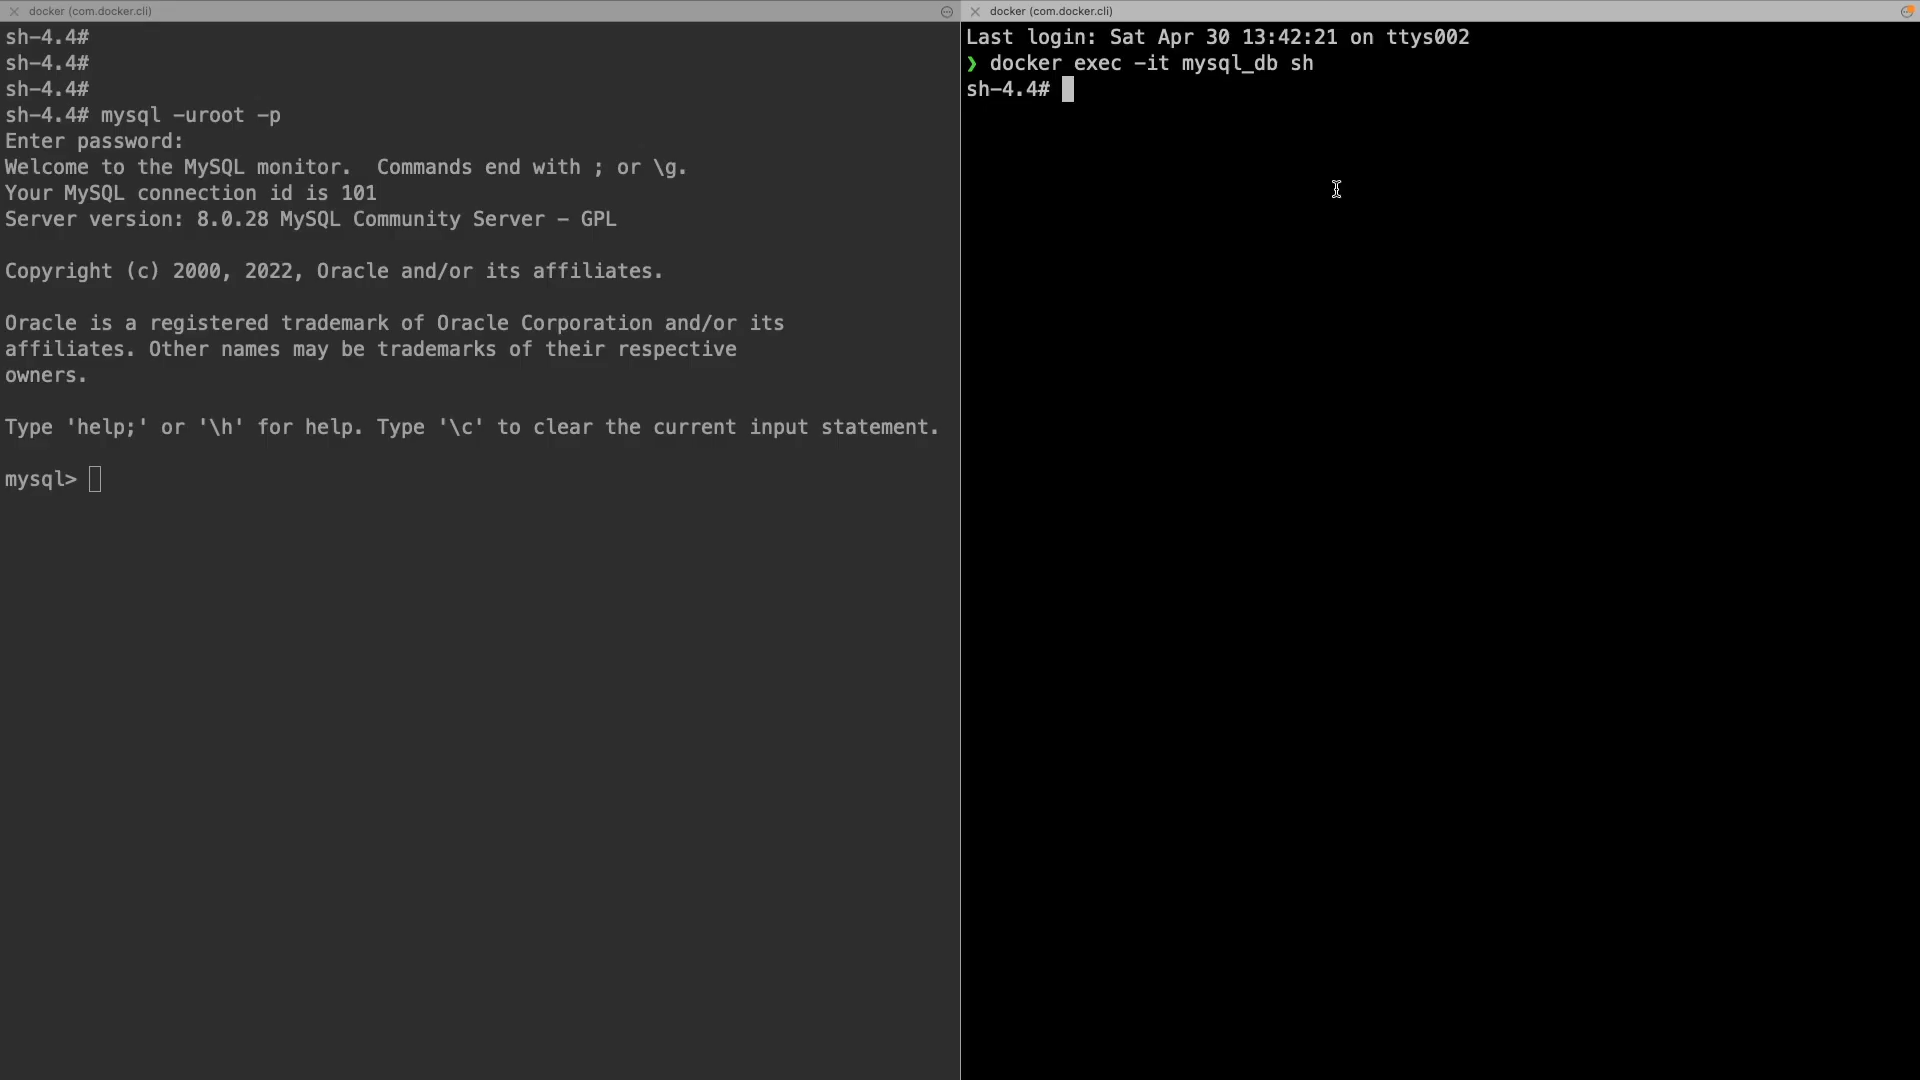 docker (com.docker.cli)
sh-4.4#
sh-4.4#
sh-4.4#
sh-4.4# mysql -uroot -p
Enter password:
Welcome to the MySQL monitor.  Commands end with ; or \g.
Your MySQL connection id is 101
Server version: 8.0.28 MySQL Community Server - GPL
Copyright (c) 2000, 2022, Oracle and/or its affiliates.
Oracle is a registered trademark of Oracle Corporation and/or its
affiliates. Other names may be trademarks of their respective
owners.
Type 'help;' or '\h' for help. Type '\c' to clear the current input statement.
mysql>
docker (com.docker.cli)
Last login: Sat Apr 30 13:42:21 on ttys002
❯ docker exec -it mysql_db sh
sh-4.4#